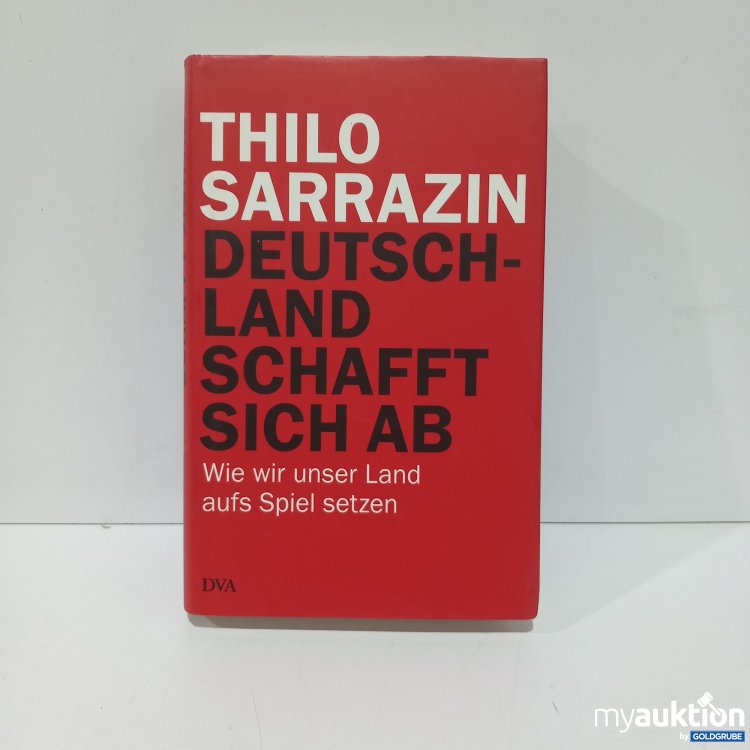 THILO
SARRAZIN
DEUTSCH-
LAND
SCHAFFT
SICH AB
Wie wir unser Land
aufs Spiel setzen
DVA
myauktion
by GOLDGRUBE